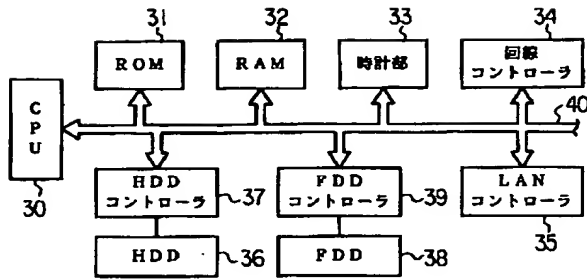 31
32
33
34
ROM
RAM
時計部
回線
コントローラ
CPU
40
30
HDD
コントローラ
37
FDD
コントローラ
39
LAN
コントローラ
35
HDD
36
FDD
38